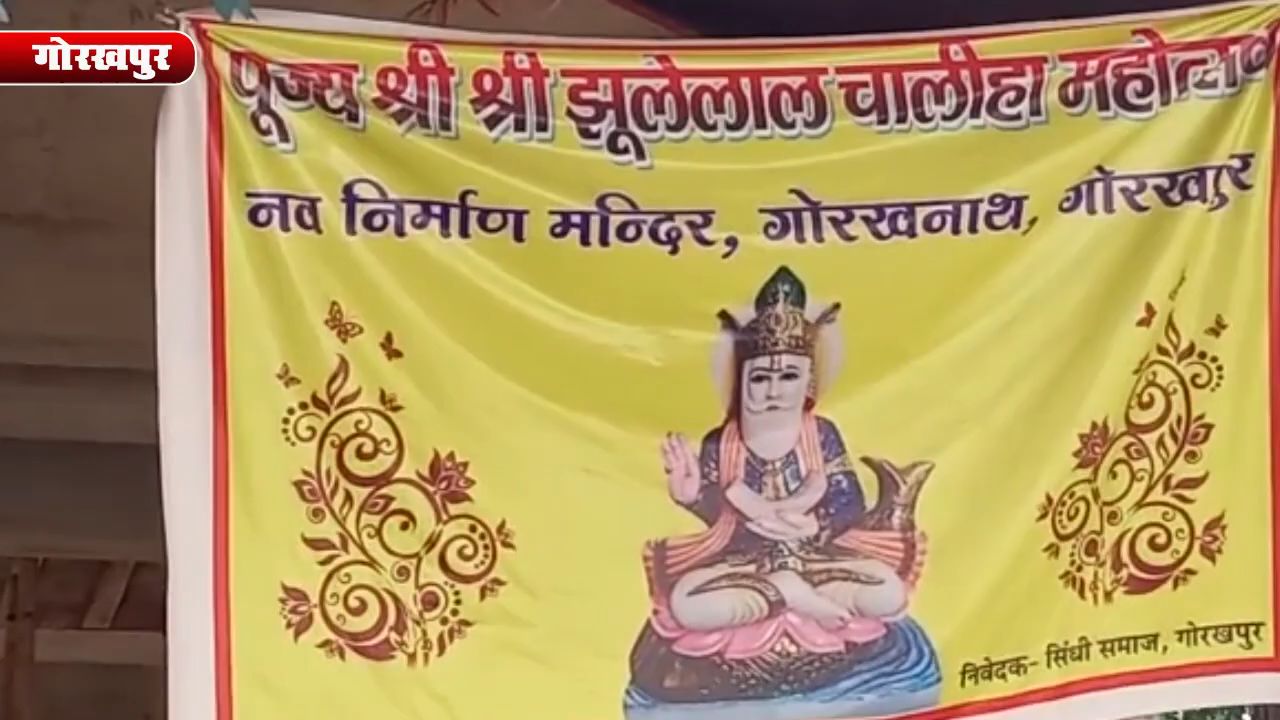 गोरखपुर
पूज्य श्री श्री झूलेलाल चालीहा महोत्सव
नव निर्माण मन्दिर, गोरखनाथ, गोरखपुर
निवेदक- सिंधी समाज, गोरखपुर